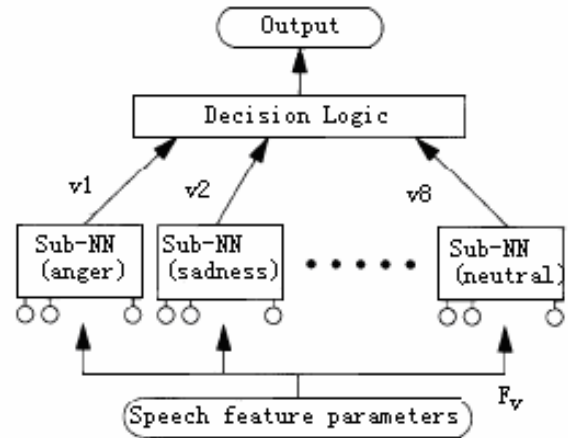 Output
Decision Logic
v1
v2
v8
Sub-NN
(anger)
Sub-NN
(sadness)
Sub-NN
(neutral)
Fv
Speech feature parameters